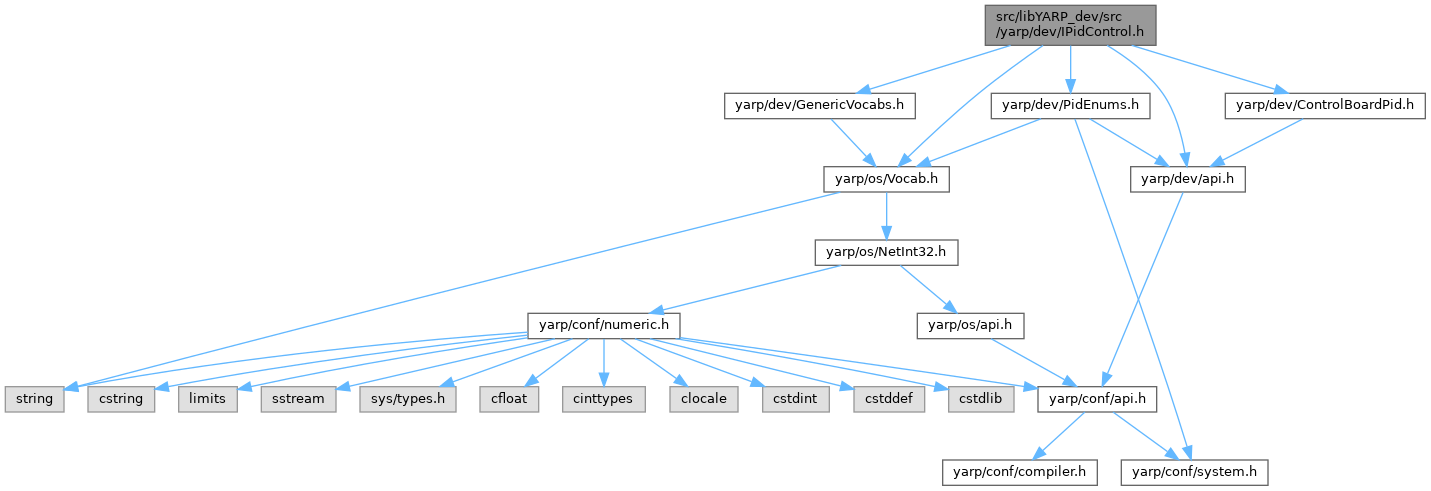 src/libYARP_dev/src
/yarp/dev/IPidControl.h
yarp/dev/GenericVocabs.h
yarp/dev/PidEnums.h
yarp/dev/ControlBoardPid.h
yarp/os/Vocab.h
yarp/dev/api.h
yarp/os/NetInt32.h
yarp/conf/numeric.h
yarp/os/api.h
string
cstring
limits
sstream
sys/types.h
cfloat
cinttypes
clocale
cstdint
cstddef
cstdlib
yarp/conf/api.h
yarp/conf/compiler.h
yarp/conf/system.h